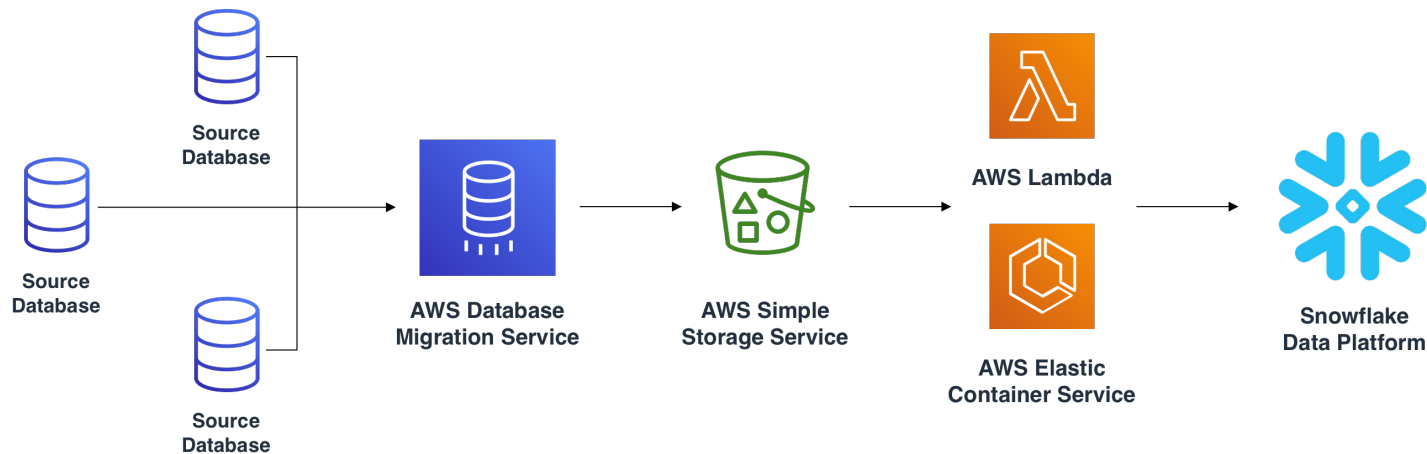 Source
Database
Source
Database
Source
Database
AWS Database
Migration Service
AWS Simple
Storage Service
AWS Lambda
AWS Elastic
Container Service
Snowflake
Data Platform